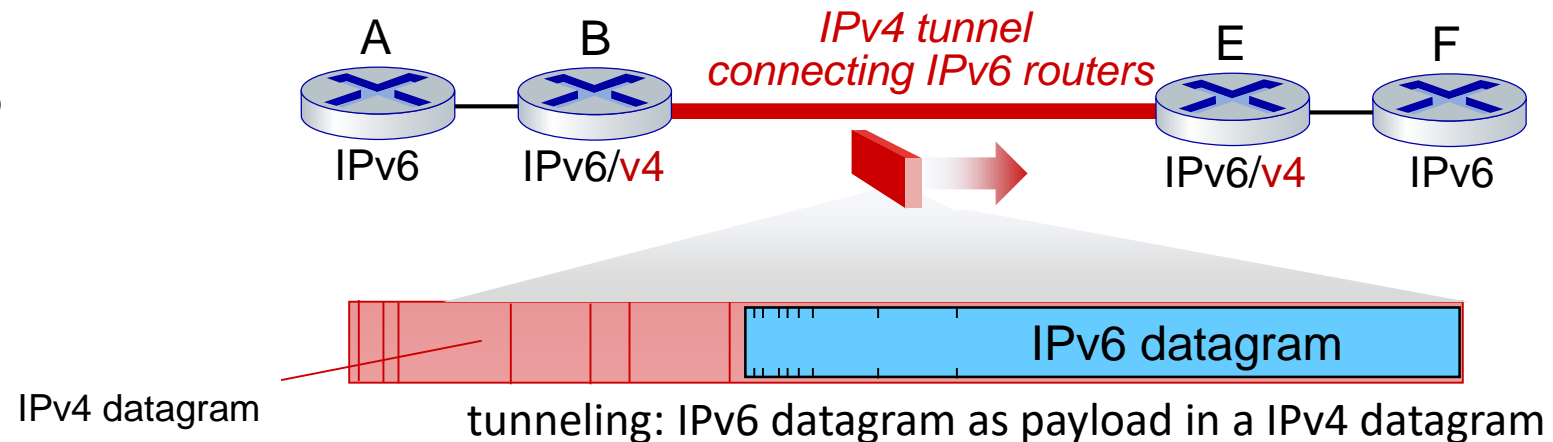 A
B
IPv4 tunnel
connecting IPv6 routers
E
F
IPv6
IPv6/v4
IPv6/v4
IPv6
IPv6 datagram
IPv4 datagram
tunneling: IPv6 datagram as payload in a IPv4 datagram